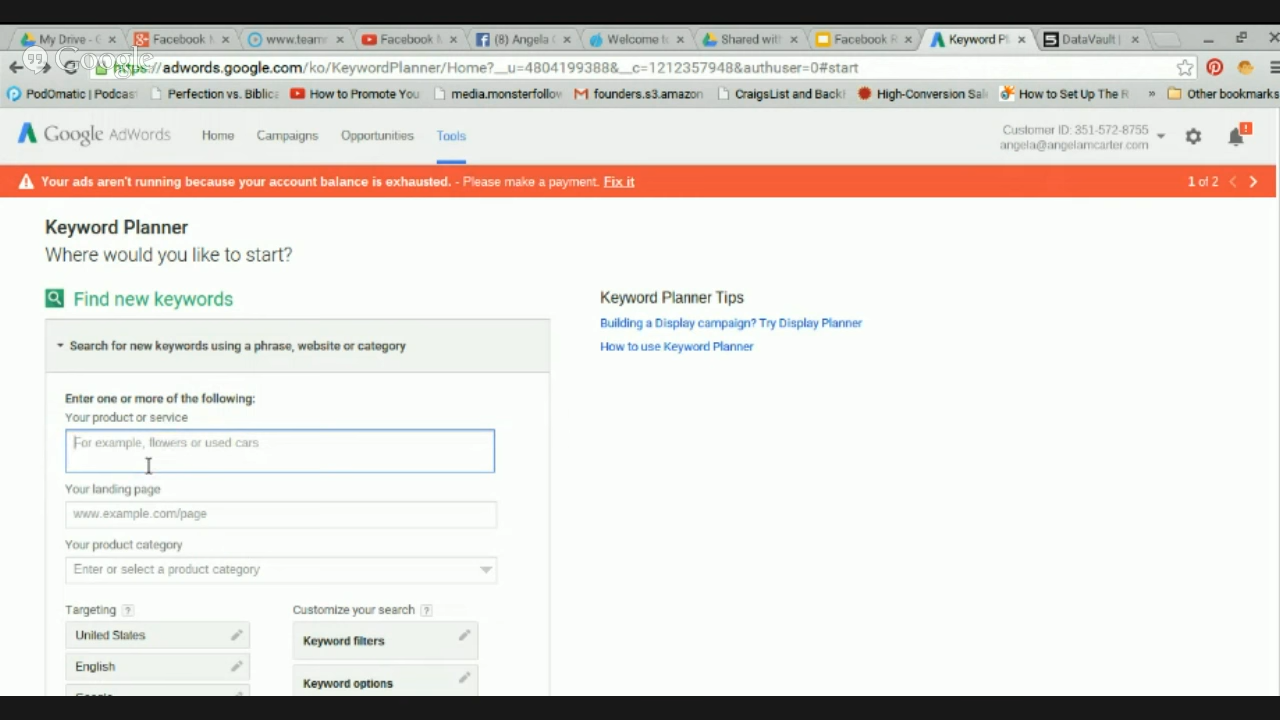 My Drive - G
Facebook M
www.team
Facebook M
(8) Angela C
Welcome to
Shared with
Facebook R
Keyword Pl
DataVault |
Google
https://adwords.google.com/ko/KeywordPlanner/Home?__u=4804199388&__c=1212357948&authuser=0#start
PodOmatic | Podcas
Perfection vs. Biblica
How to Promote You
media.monsterfollow
founders.s3.amazon
CraigsList and Back
High-Conversion Sal
How to Set Up The R
»
Other bookmarks
Google AdWords
Home
Campaigns
Opportunities
Tools
Customer ID: 351-572-8755
angela@angelamcarter.com
Your ads aren't running because your account balance is exhausted. - Please make a payment. Fix it
1 of 2
Keyword Planner
Where would you like to start?
Find new keywords
Search for new keywords using a phrase, website or category
Enter one or more of the following:
Your product or service
For example, flowers or used cars
Your landing page
www.example.com/page
Your product category
Enter or select a product category
Targeting ?
United States
English
Google
Customize your search ?
Keyword filters
Keyword options
Keyword Planner Tips
Building a Display campaign? Try Display Planner
How to use Keyword Planner